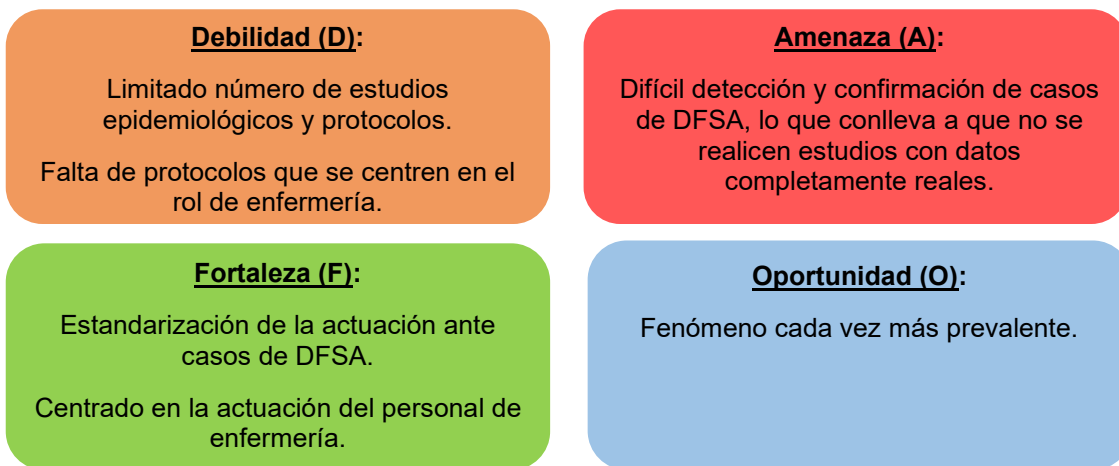 Debilidad (D):
Limitado número de estudios
epidemiológicos y protocolos.
Falta de protocolos que se centren en el
rol de enfermería.
Amenaza (A):
Difícil detección y confirmación de casos
de DFSA, lo que conlleva a que no se
realicen estudios con datos
completamente reales.
Fortaleza (F):
Estandarización de la actuación ante
casos de DFSA.
Centrado en la actuación del personal de
enfermería.
Oportunidad (O):
Fenómeno cada vez más prevalente.